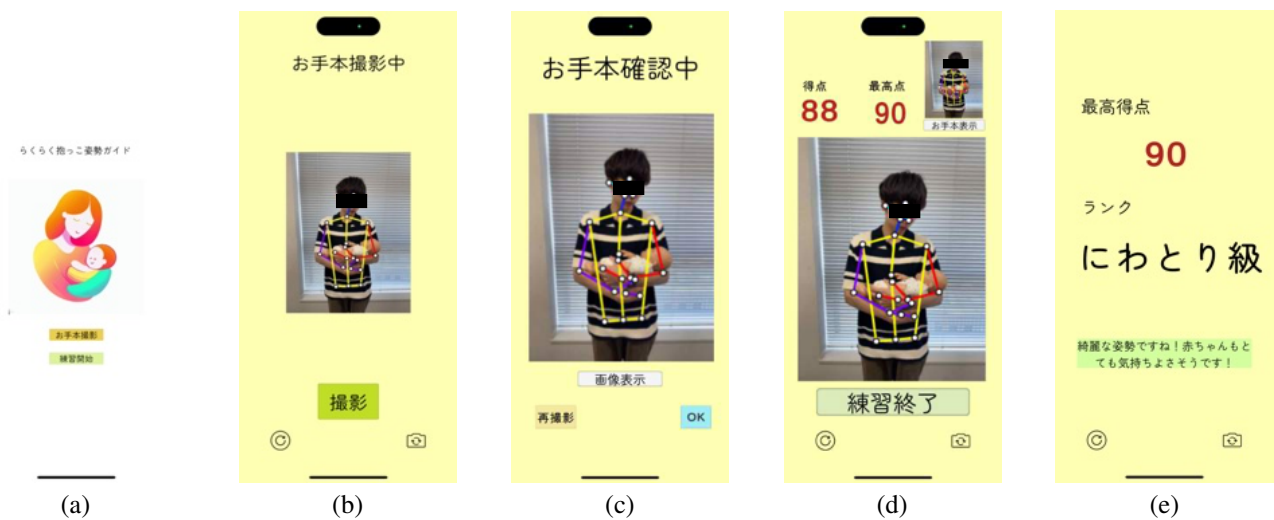 らくらく抱っこ姿勢ガイド
お手本撮影
練習開始
(a)
お手本撮影中
撮影
(b)
お手本確認中
画像表示
再撮影
OK
(c)
得点
88
最高点
90
お手本表示
練習終了
(d)
最高得点
90
ランク
にわとり級
綺麗な姿勢ですね！赤ちゃんもと
ても気持ちよさそうです！
(e)